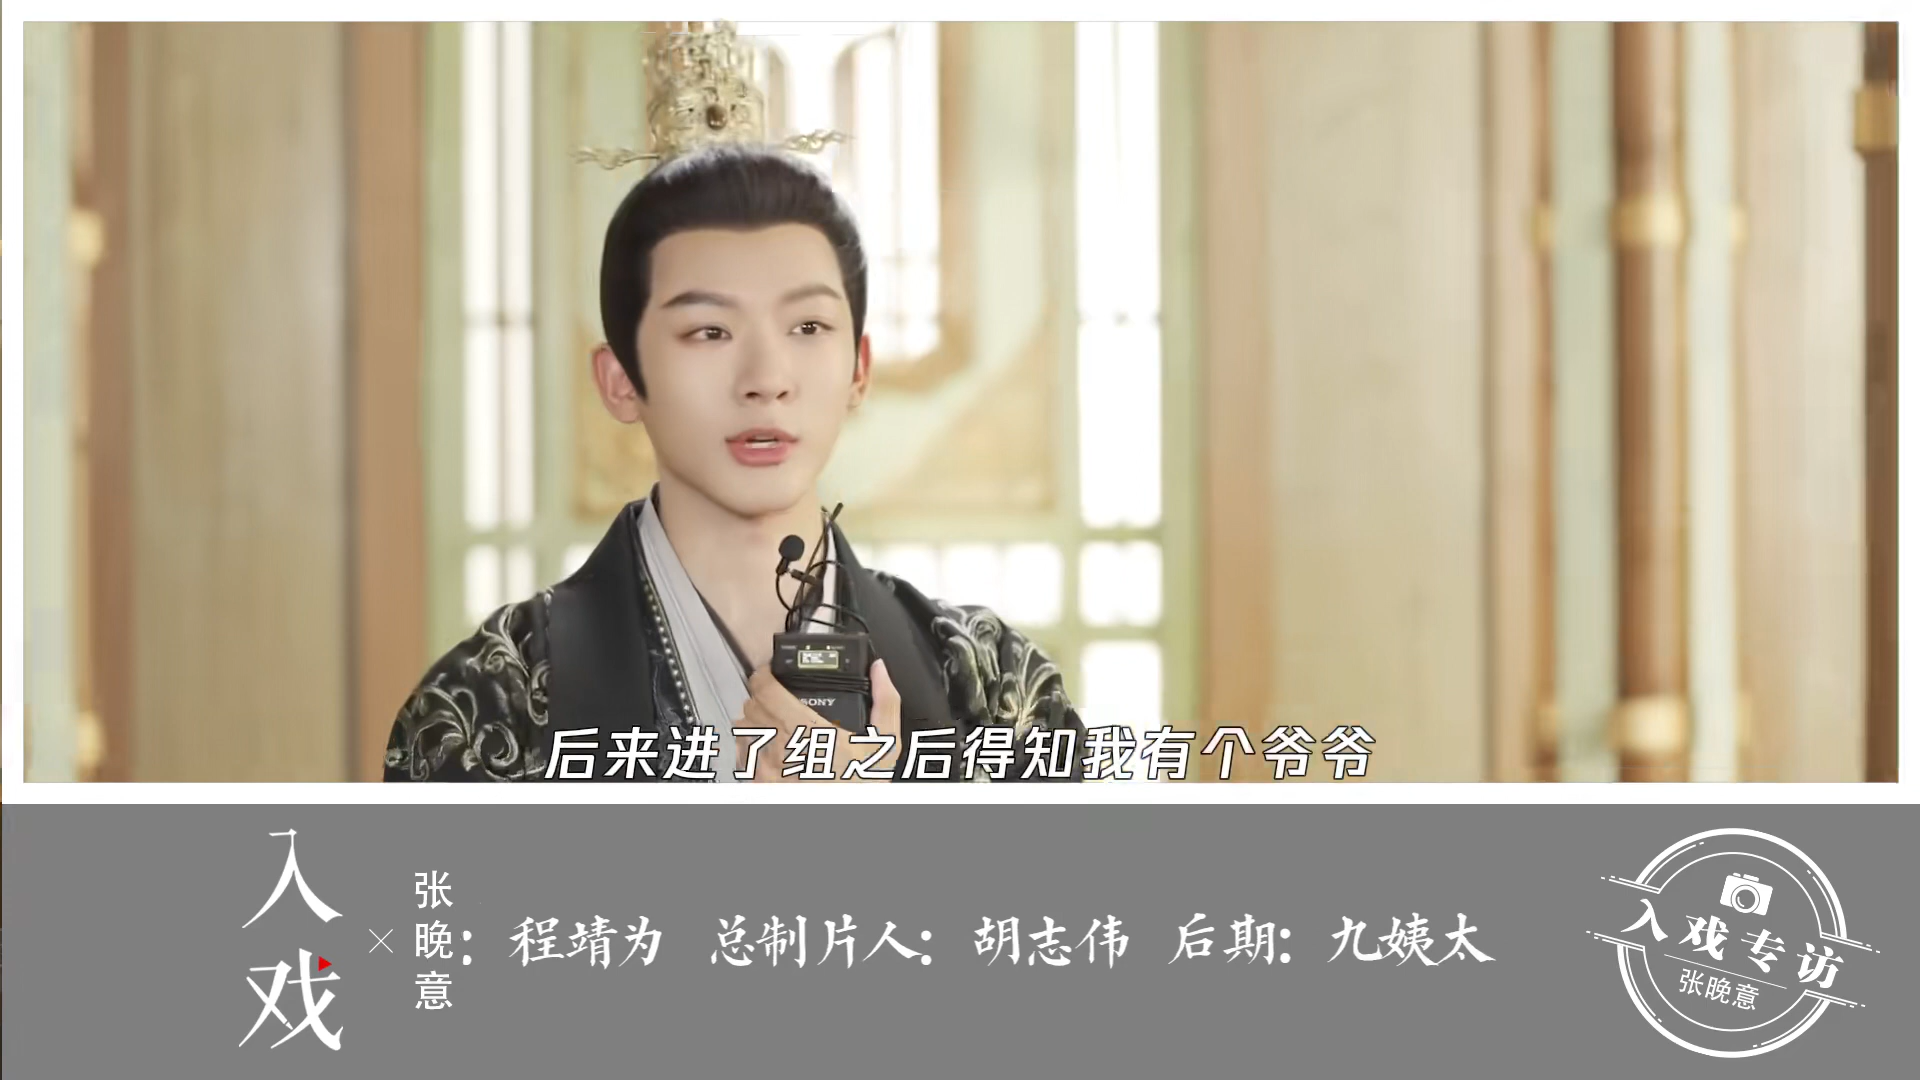 SONY
后来进了组之后得知我有个爷爷
入戏
×
张晚意
：程靖为 总制片人：胡志伟 后期：九姨太
入戏专访
张晚意